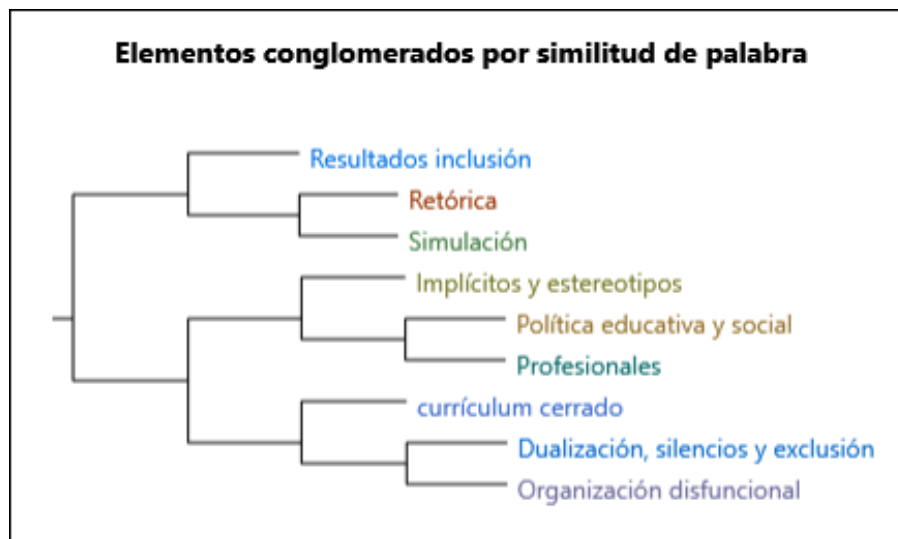 Elementos conglomerados por similitud de palabra
Resultados inclusión
Retórica
Simulación
Implícitos y estereotipos
Política educativa y social
Profesionales
currículum cerrado
Dualización, silencios y exclusión
Organización disfuncional